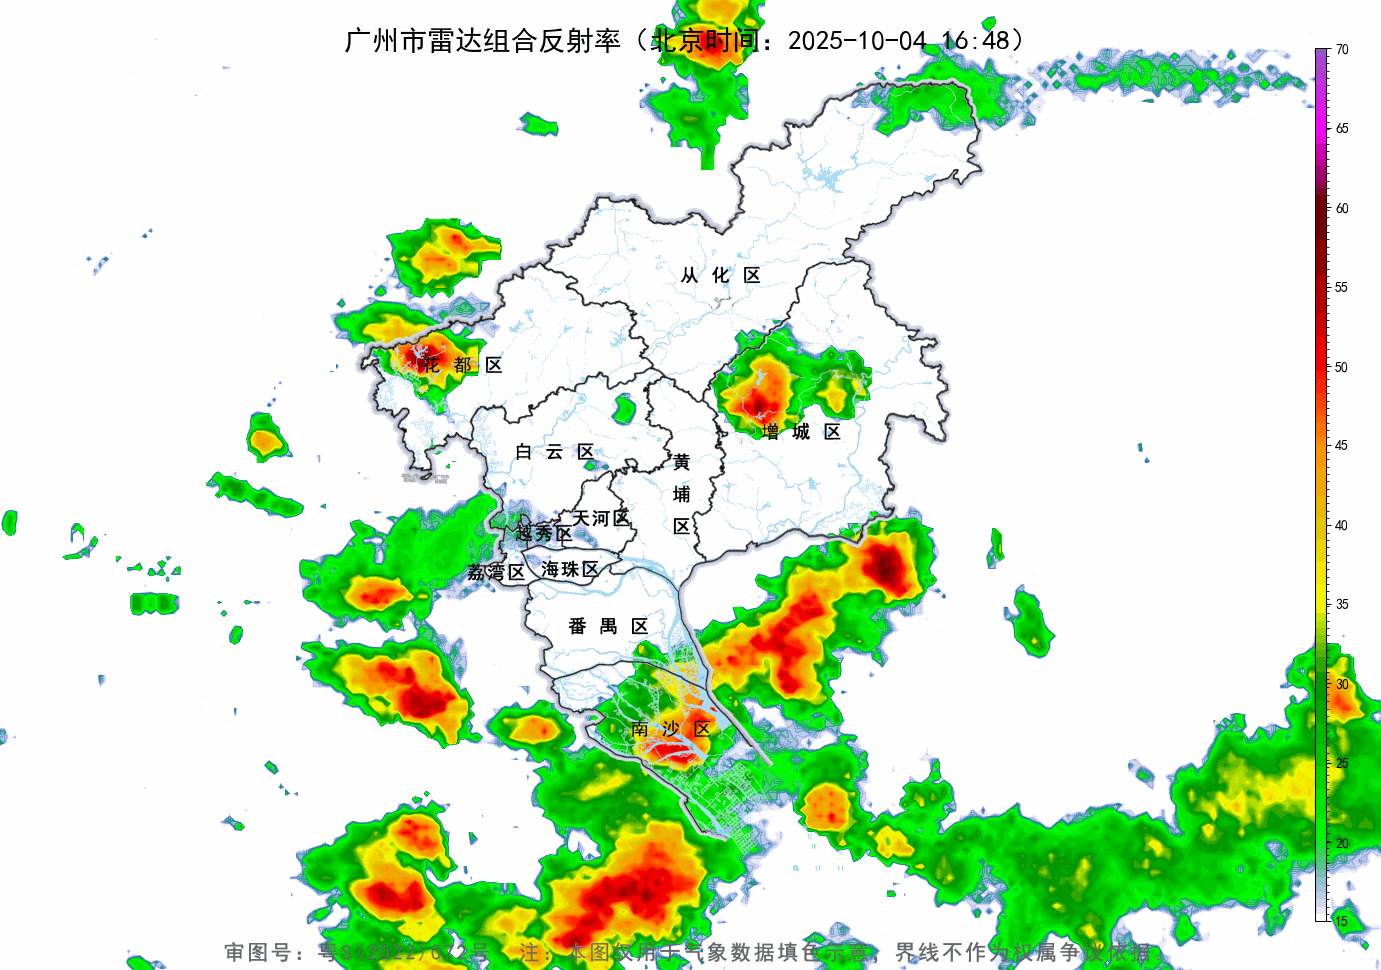 广州市雷达组合反射率（北京时间：2025-10-04 16:48）
70
65
60
55
50
45
40
35
30
25
20
15
从化区
花都区
增城区
白云区
黄埔区
天河区
越秀区
荔湾区
海珠区
番禺区
南沙区
审图号：粤S(2022)072号 注：本图仅用于气象数据填色示意，界线不作为权属争议依据。